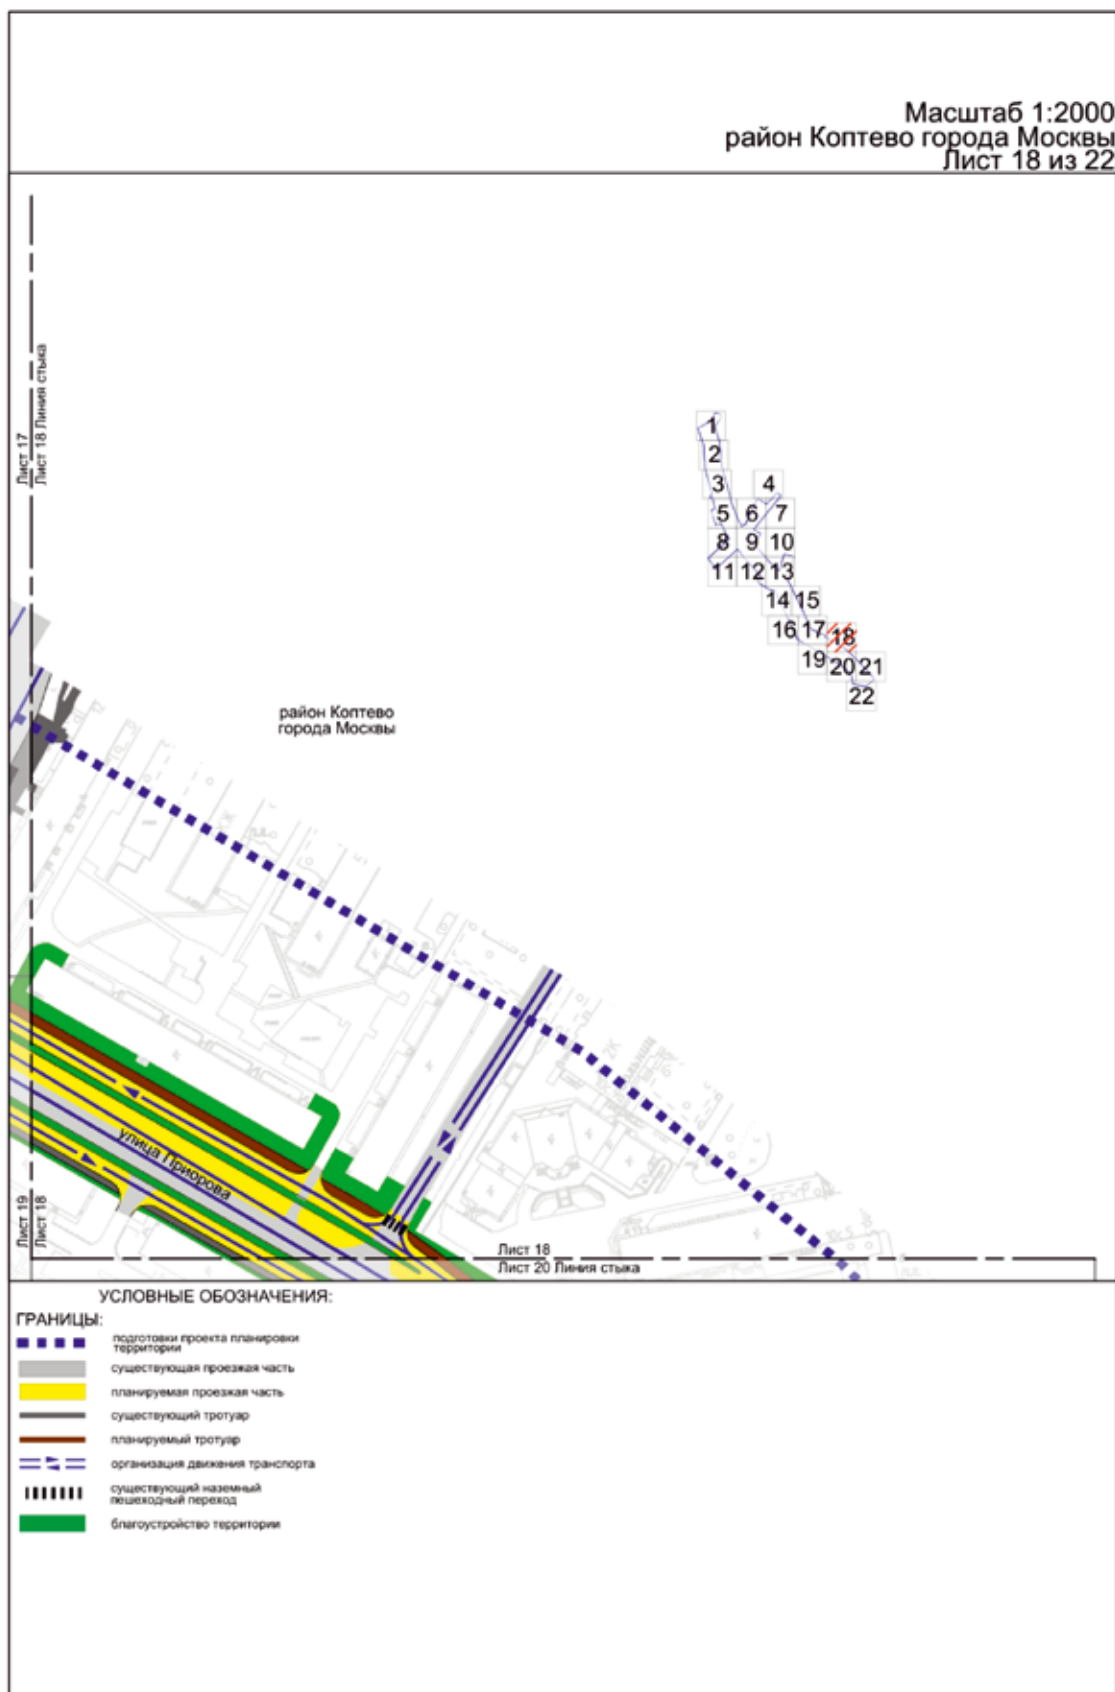 Масштаб 1:2000
район Коптево города Москвы
Лист 18 из 22
Лист 17
Лист 18 Линия стыка
1
2
3
4
5
6
7
8
9
10
11
12
13
14
15
16
17
18
19
20
21
22
район Коптево
города Москвы
улица Приорова
Лист 19
Лист 18
Лист 18
Лист 20 Линия стыка
УСЛОВНЫЕ ОБОЗНАЧЕНИЯ:
ГРАНИЦЫ:
подготовки проекта планировки
территории
существующая проезжая часть
планируемая проезжая часть
существующий тротуар
планируемый тротуар
организация движения транспорта
существующий наземный
пешеходный переход
благоустройство территории